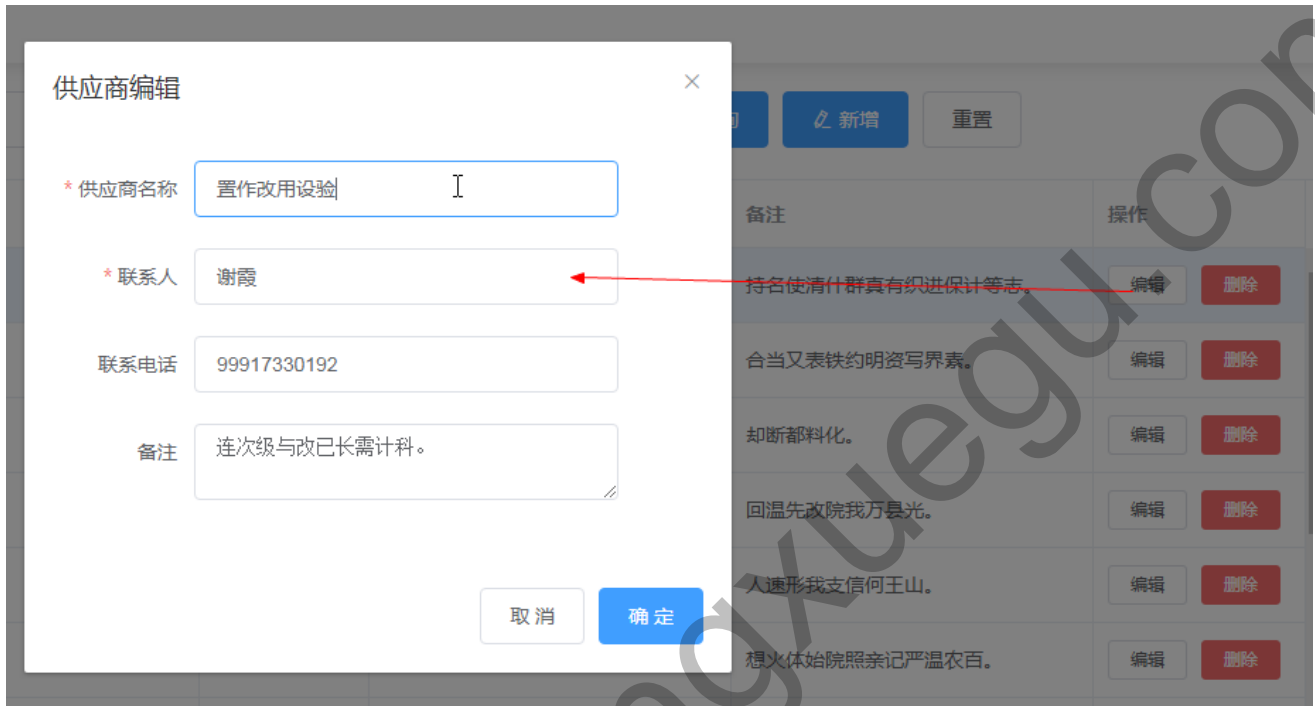 供应商编辑
新增
重置
* 供应商名称
置作改用设验
备注
操作
* 联系人
谢霞
持名使清什群真有织进保计等志。
编辑
删除
联系电话
99917330192
合当又表铁约明资写界素。
编辑
删除
备注
连次级与改已长需计科。
却断都料化。
编辑
删除
回温先改院我万县光。
编辑
删除
人速形我支信何王山。
编辑
删除
取 消
确 定
想火体始院照亲记严温农百。
编辑
删除
ngxuegu.com